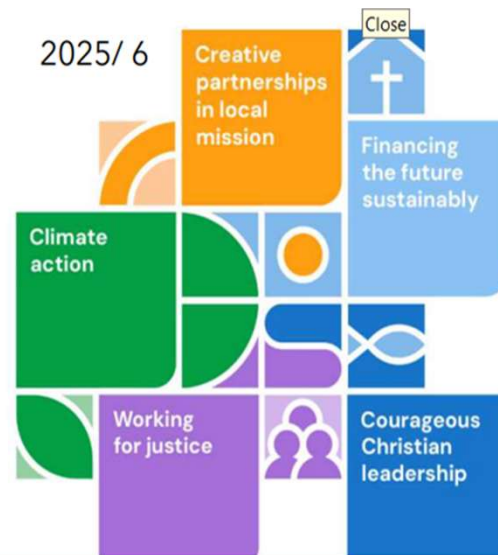 Close
2025/ 6
Creative
partnerships
in local
mission
Financing
the future
sustainably
Climate
action
Working
for justice
Courageous
Christian
leadership